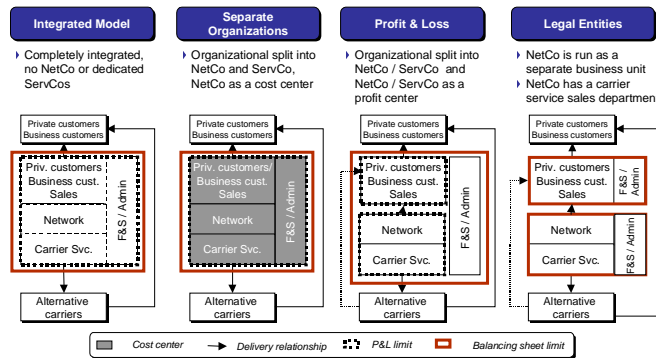 Integrated Model
Completely integrated,
no NetCo or dedicated
ServCos
Private customers
Business customers
Priv. customers
Business cust.
Sales
Network
Carrier Svc.
F&S / Admin
Alternative
carriers
Separate
Organizations
Organizational split into
NetCo and ServCo,
NetCo as a cost center
Private customers
Business customers
Priv. customers/
Business cust.
Sales
Network
Carrier Svc.
F&S / Admin
Alternative
carriers
Profit & Loss
Organizational split into
NetCo / ServCo and
NetCo / ServCo as a
profit center
Private customers
Business customers
Priv. customers
Business cust.
Sales
Network
Carrier Svc.
F&S / Admin
Alternative
carriers
Legal Entities
NetCo is run as a
separate business unit
NetCo has a carrier
service sales department
Private customers
Business customers
Priv. customers
Business cust.
Sales
F&S /
Admin
Network
Carrier Svc.
F&S / Admin
Alternative
carriers
Cost center
Delivery relationship
P&L limit
Balancing sheet limit